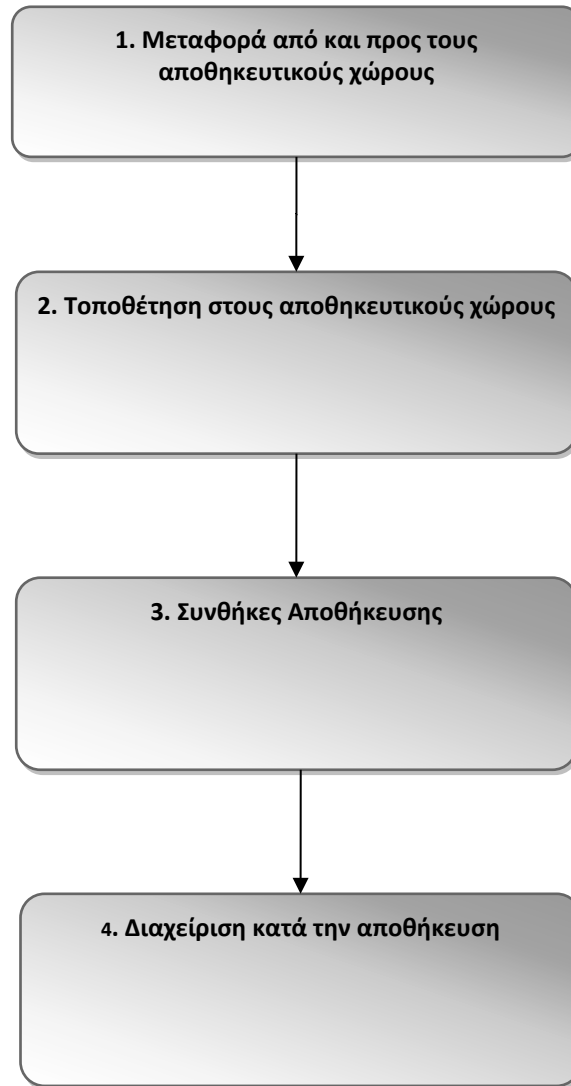 1. Μεταφορά από και προς τους
αποθηκευτικούς χώρους
2. Τοποθέτηση στους αποθηκευτικούς χώρους
3. Συνθήκες Αποθήκευσης
4. Διαχείριση κατά την αποθήκευση